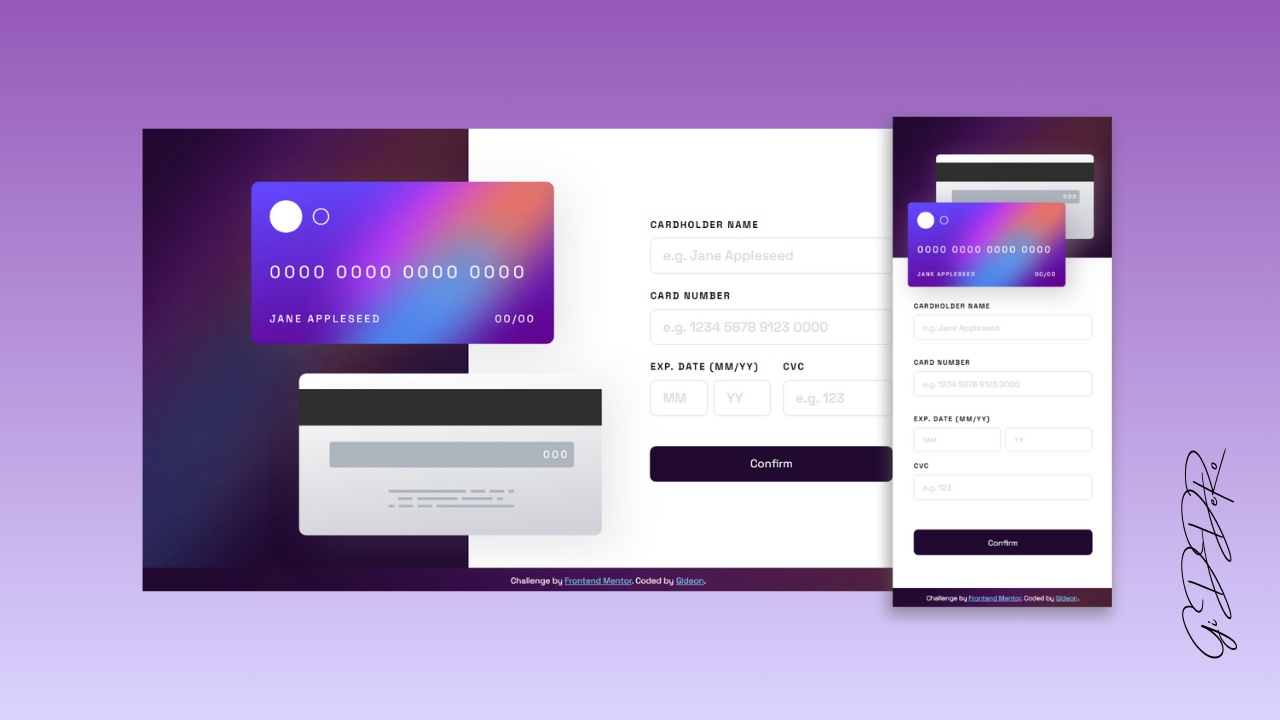 0000 0000 0000 0000
JANE APPLESEED 00/00
000
CARDHOLDER NAME
e.g. Jane Appleseed
CARD NUMBER
e.g. 1234 5678 9123 0000
EXP. DATE (MM/YY) CVC
MM YY e.g. 123
Confirm
Challenge by Frontend Mentor. Coded by Gideon.
000
0000 0000 0000 0000
JANE APPLESEED 00/00
CARDHOLDER NAME
e.g. Jane Appleseed
CARD NUMBER
e.g. 1234 5678 9123 0000
EXP. DATE (MM/YY)
MM YY
CVC
e.g. 123
Confirm
Challenge by Frontend Mentor. Coded by Gideon.